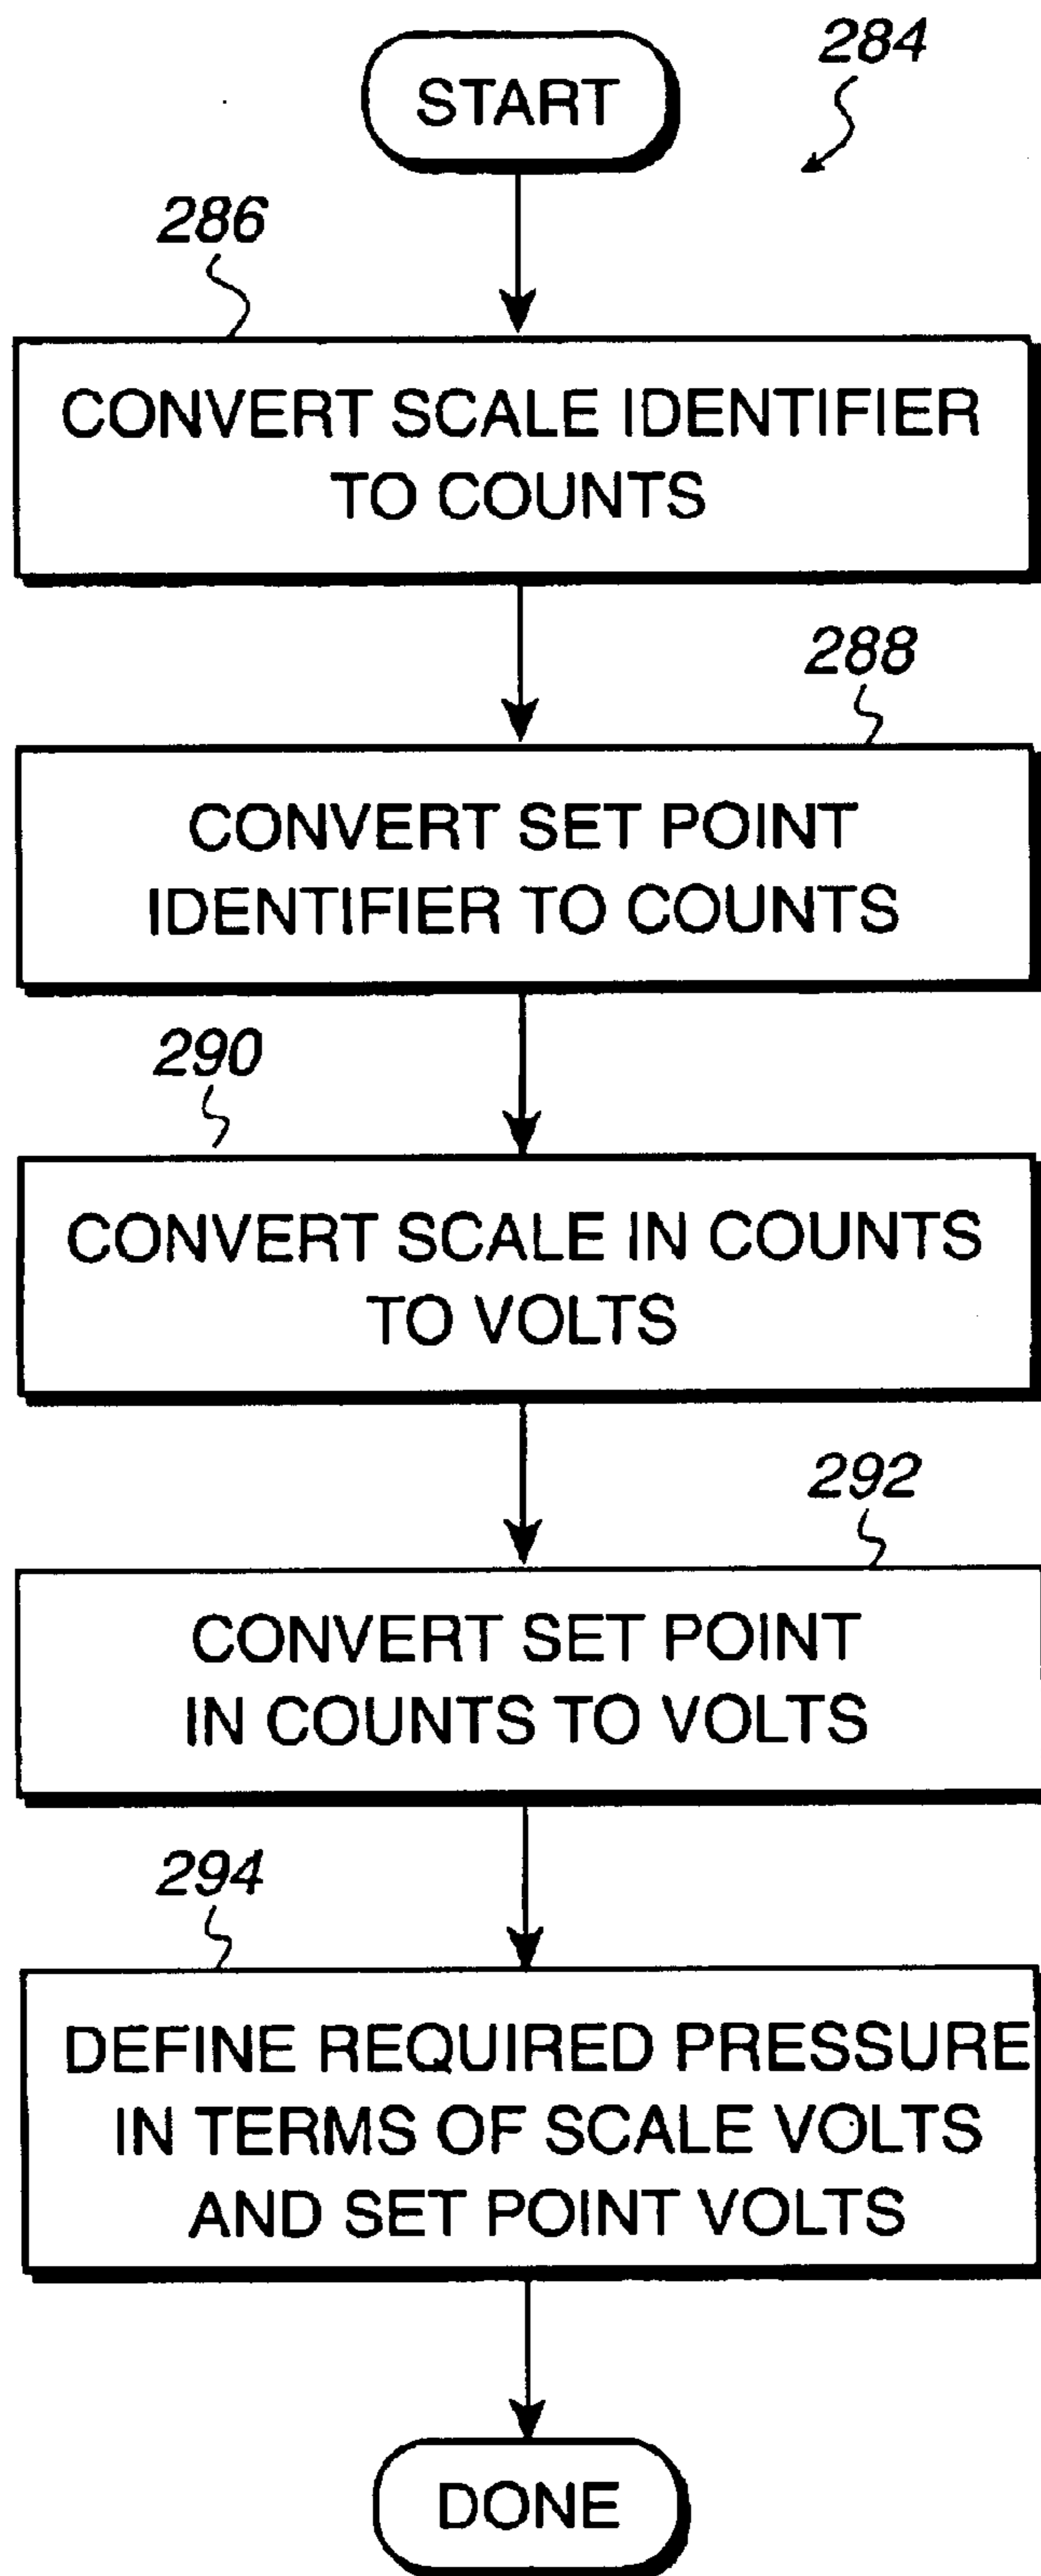 START
284
286
CONVERT SCALE IDENTIFIER
TO COUNTS
288
CONVERT SET POINT
IDENTIFIER TO COUNTS
290
CONVERT SCALE IN COUNTS
TO VOLTS
292
CONVERT SET POINT
IN COUNTS TO VOLTS
294
DEFINE REQUIRED PRESSURE
IN TERMS OF SCALE VOLTS
AND SET POINT VOLTS
DONE